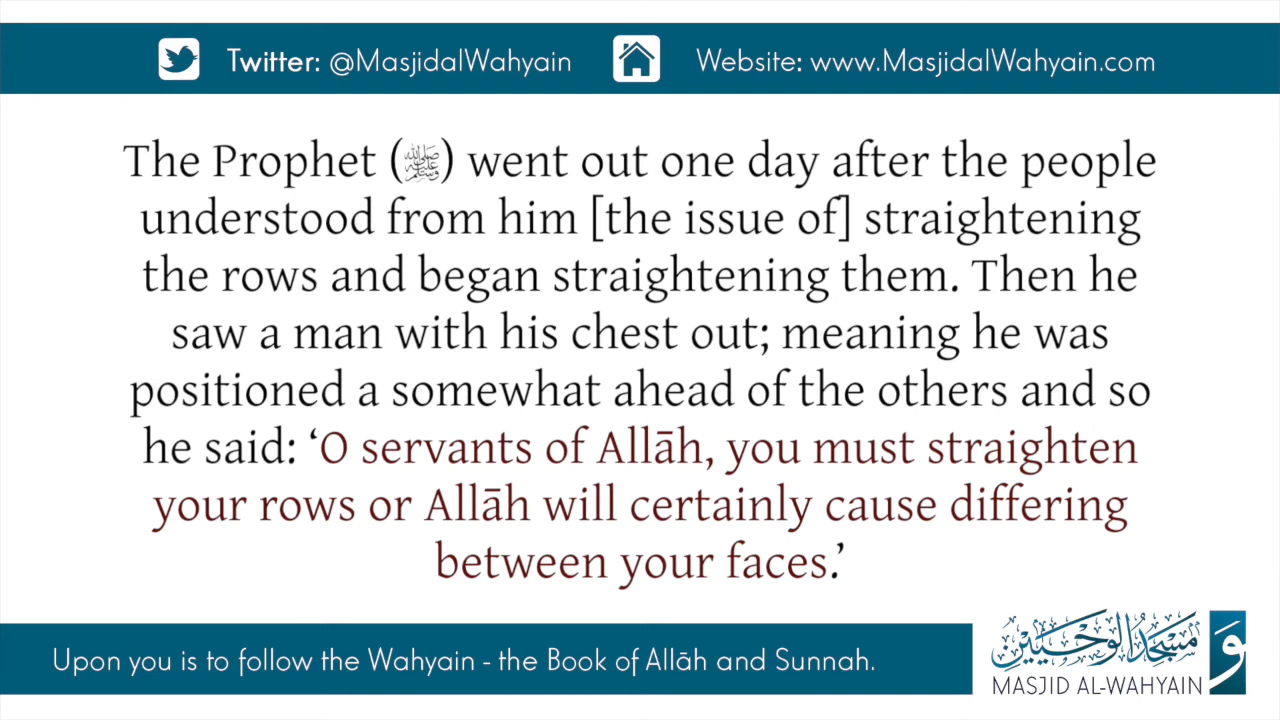 Twitter: @MasjidalWahyain Website: www.MasjidalWahyain.com
The Prophet (ﷺ) went out one day after the people
understood from him [the issue of] straightening
the rows and began straightening them. Then he
saw a man with his chest out; meaning he was
positioned a somewhat ahead of the others and so
he said: ‘O servants of Allāh, you must straighten
your rows or Allāh will certainly cause differing
between your faces.’
Upon you is to follow the Wahyain - the Book of Allāh and Sunnah.
مَسْجِدُ الوَحْيَيْنِ
وَ
MASJID AL-WAHYAIN